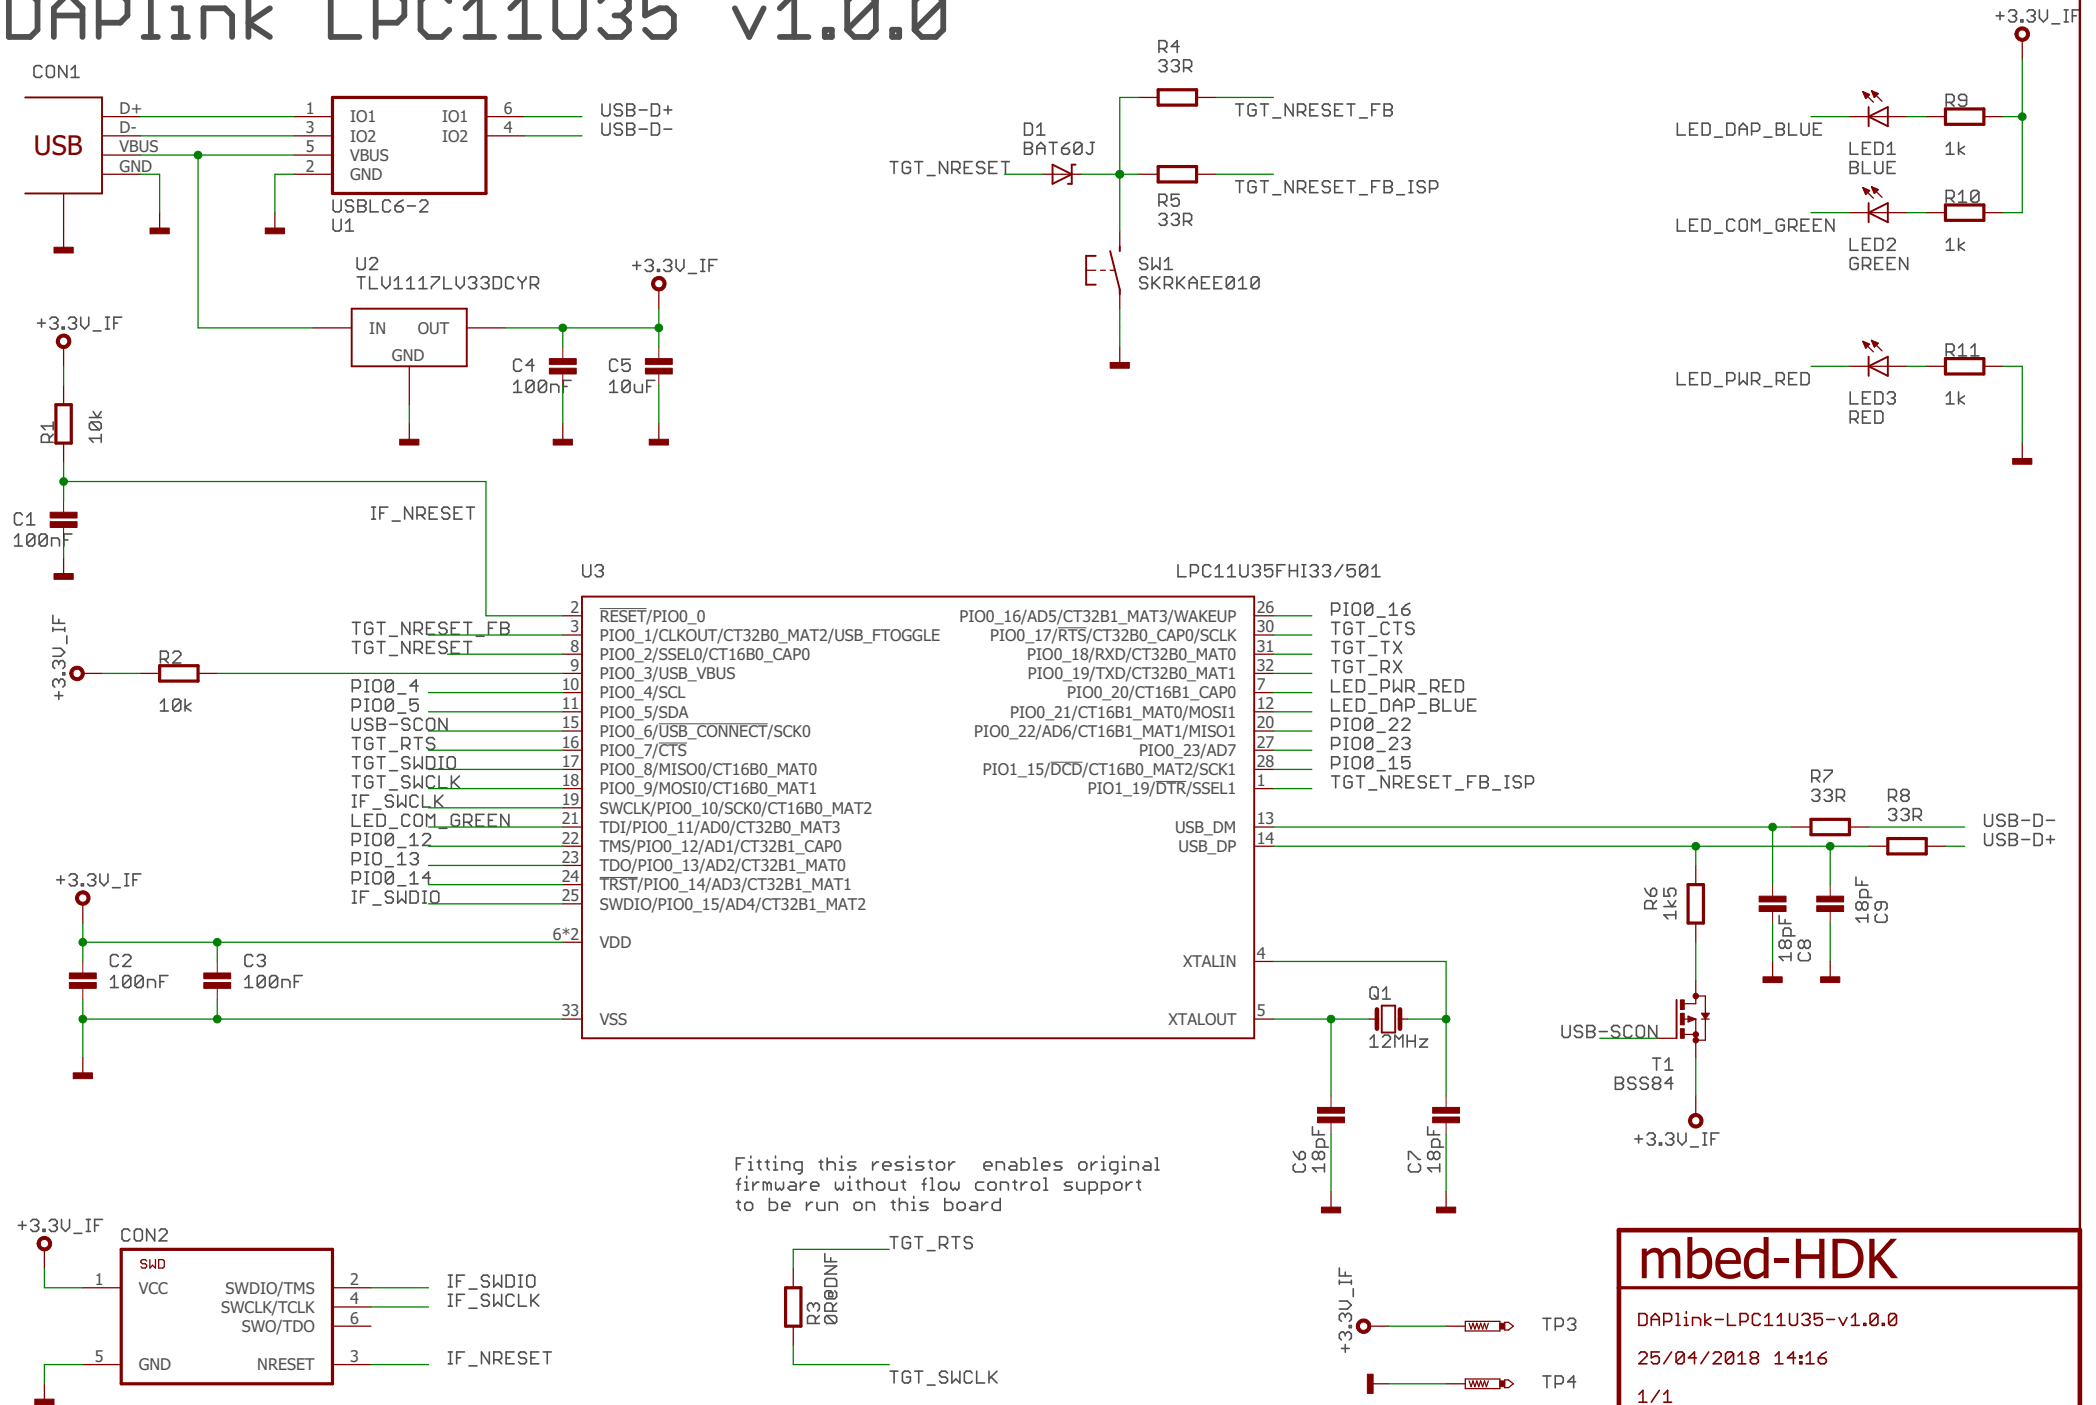 DAPlink LPC11U35 v1.0.0
CON1
USB
D+
D-
VBUS
GND
1
3
5
2
IO1
IO2
VBUS
GND
IO1
IO2
6
4
USB-D+
USB-D-
USBLC6-2
U1
U2
TLV1117LV33DCYR
IN
OUT
GND
+3.3V_IF
C4
100nF
C5
10uF
+3.3V_IF
R1
10k
C1
100nF
IF_NRESET
R4
33R
TGT_NRESET_FB
D1
BAT60J
TGT_NRESET
TGT_NRESET_FB_ISP
R5
33R
SW1
SKRKAEE010
+3.3V_IF
LED_DAP_BLUE
LED1
BLUE
R9
1k
LED_COM_GREEN
LED2
GREEN
R10
1k
LED_PWR_RED
LED3
RED
R11
1k
U3
LPC11U35FHI33/501
TGT_NRESET_FB
TGT_NRESET
+3.3V_IF
R2
10k
PIO0_4
PIO0_5
USB-SCON
TGT_RTS
TGT_SWDIO
TGT_SWCLK
IF_SWCLK
LED_COM_GREEN
PIO0_12
PIO_13
PIO0_14
IF_SWDIO
2 RESET/PIO0_0
3 PIO0_1/CLKOUT/CT32B0_MAT2/USB_FTOGGLE
8 PIO0_2/SSEL0/CT16B0_CAP0
9 PIO0_3/USB_VBUS
10 PIO0_4/SCL
11 PIO0_5/SDA
15 PIO0_6/USB_CONNECT/SCK0
16 PIO0_7/CTS
17 PIO0_8/MISO0/CT16B0_MAT0
18 PIO0_9/MOSI0/CT16B0_MAT1
19 SWCLK/PIO0_10/SCK0/CT16B0_MAT2
21 TDI/PIO0_11/AD0/CT32B0_MAT3
22 TMS/PIO0_12/AD1/CT32B1_CAP0
23 TDO/PIO0_13/AD2/CT32B1_MAT0
24 TRST/PIO0_14/AD3/CT32B1_MAT1
25 SWDIO/PIO0_15/AD4/CT32B1_MAT2
6*2 VDD
33 VSS
PIO0_16/AD5/CT32B1_MAT3/WAKEUP 26 PIO0_16
PIO0_17/RTS/CT32B0_CAP0/SCLK 30 TGT_CTS
PIO0_18/RXD/CT32B0_MAT0 31 TGT_TX
PIO0_19/TXD/CT32B0_MAT1 32 TGT_RX
PIO0_20/CT16B1_CAP0 7 LED_PWR_RED
PIO0_21/CT16B1_MAT0/MOSI1 12 LED_DAP_BLUE
PIO0_22/AD6/CT16B1_MAT1/MISO1 20 PIO0_22
PIO0_23/AD7 27 PIO0_23
PIO1_15/DCD/CT16B0_MAT2/SCK1 28 PIO0_15
PIO1_19/DTR/SSEL1 1 TGT_NRESET_FB_ISP
USB_DM 13
USB_DP 14
XTALIN 4
XTALOUT 5
+3.3V_IF
C2
100nF
C3
100nF
R7
33R
R8
33R
USB-D-
USB-D+
R6
1k5
18pF
C8
18pF
C9
USB-SCON
T1
BSS84
+3.3V_IF
Q1
12MHz
C6
18pF
C7
18pF
Fitting this resistor enables original
firmware without flow control support
to be run on this board
TGT_RTS
R3
0R@DNF
TGT_SWCLK
+3.3V_IF
CON2
SWD
1 VCC
5 GND
SWDIO/TMS 2 IF_SWDIO
SWCLK/TCLK 4 IF_SWCLK
SWO/TDO 6
NRESET 3 IF_NRESET
+3.3V_IF
TP3
TP4
mbed-HDK
DAPlink-LPC11U35-v1.0.0
25/04/2018 14:16
1/1